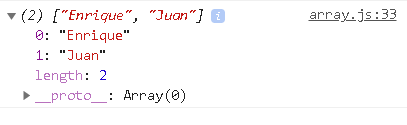 ▼(2) ["Enrique", "Juan"] i array.js:33
0: "Enrique"
1: "Juan"
length: 2
▶ __proto__: Array(0)